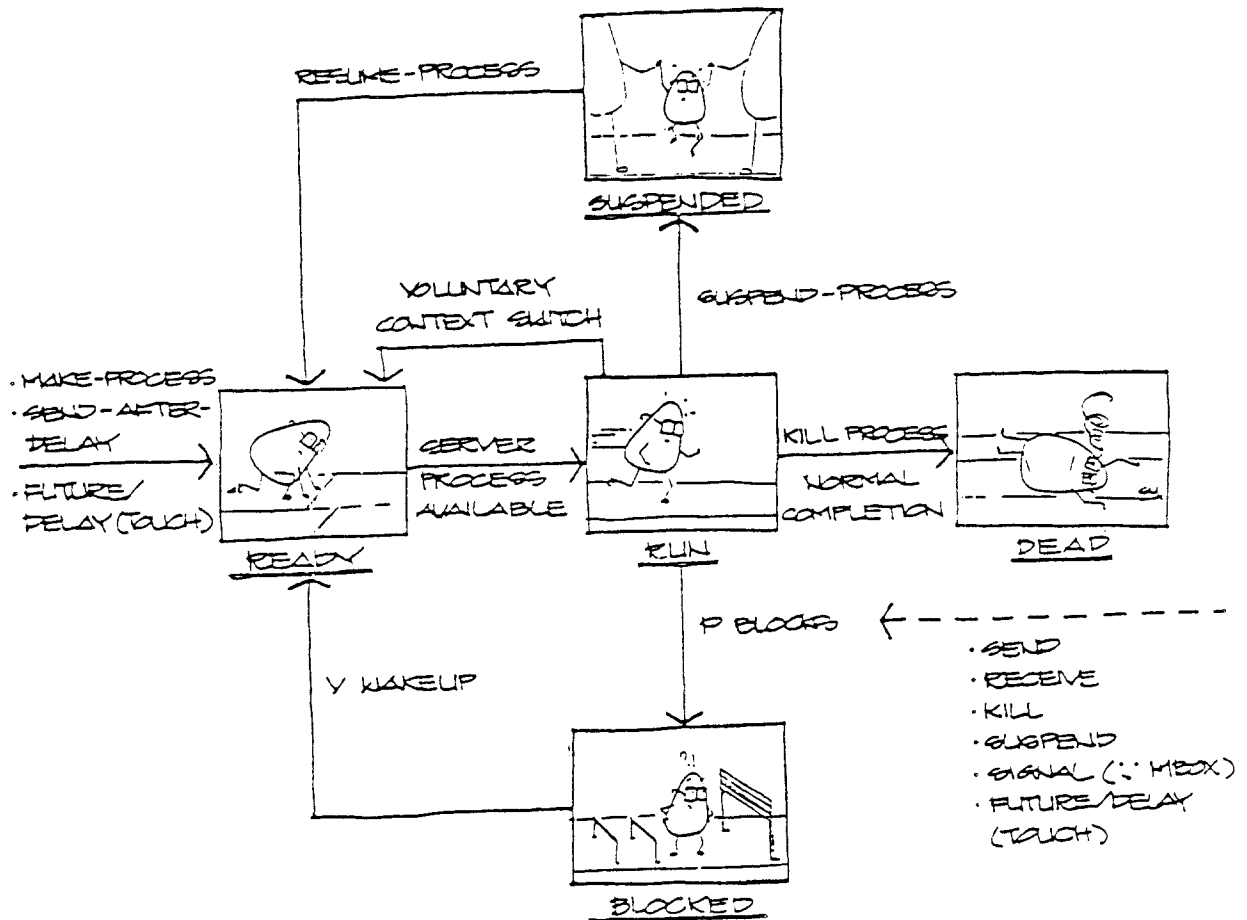 RESUME-PROCESS
SUSPENDED
VOLUNTARY
CONTEXT SWITCH
SUSPEND-PROCESS
· MAKE-PROCESS
· SEND-AFTER-
DELAY
· FUTURE/
DELAY (TOUCH)
READY
SERVER
PROCESS
AVAILABLE
RUN
KILL PROCESS
NORMAL
COMPLETION
DEAD
P BLOCKS
· SEND
· RECEIVE
· KILL
· SUSPEND
· SIGNAL (∵ MBOX)
· FUTURE/DELAY
(TOUCH)
V WAKEUP
?!
BLOCKED